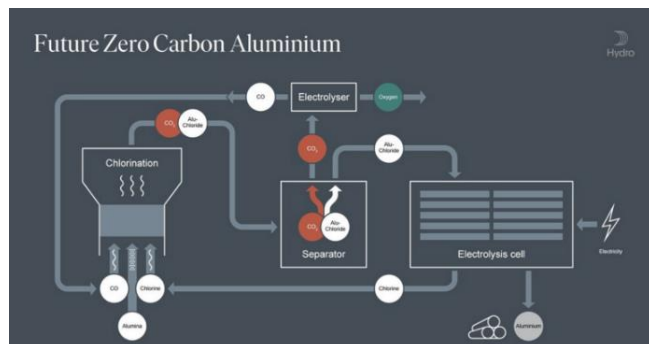 Future Zero Carbon Aluminium
Hydro
CO
Electrolyser
Oxygen
CO₂
Alu-
Chloride
Chlorination
CO₂
Alu-
Chloride
CO₂
Alu-
Chloride
Separator
Electrolysis cell
Electricity
CO
Chlorine
Chlorine
Alumina
Aluminium